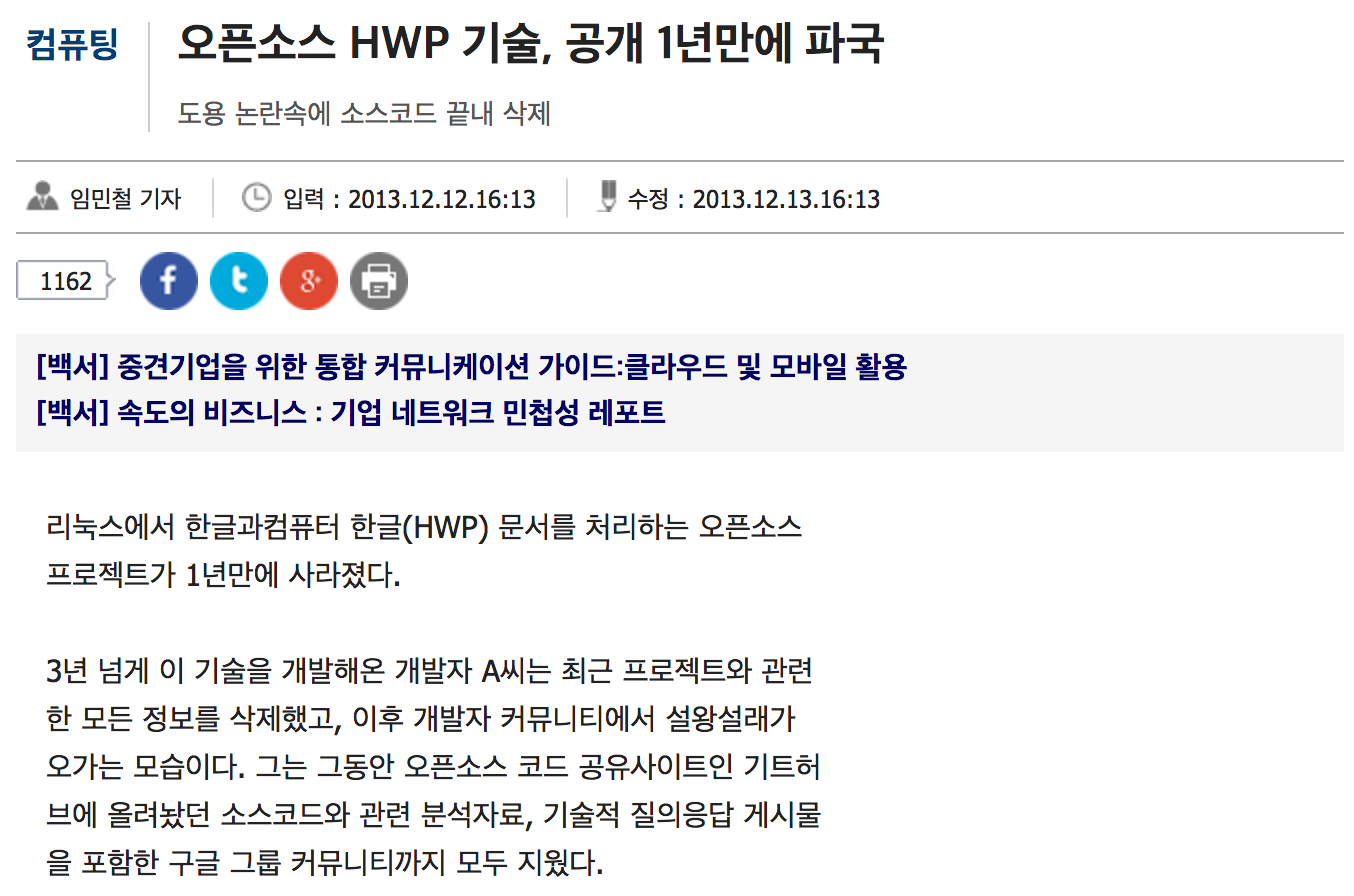 컴퓨팅
오픈소스 HWP 기술, 공개 1년만에 파국
도용 논란속에 소스코드 끝내 삭제
임민철 기자 입력 : 2013.12.12.16:13 수정 : 2013.12.13.16:13
1162 f t g+
[백서] 중견기업을 위한 통합 커뮤니케이션 가이드:클라우드 및 모바일 활용
[백서] 속도의 비즈니스 : 기업 네트워크 민첩성 레포트
리눅스에서 한글과컴퓨터 한글(HWP) 문서를 처리하는 오픈소스
프로젝트가 1년만에 사라졌다.
3년 넘게 이 기술을 개발해온 개발자 A씨는 최근 프로젝트와 관련
한 모든 정보를 삭제했고, 이후 개발자 커뮤니티에서 설왕설래가
오가는 모습이다. 그는 그동안 오픈소스 코드 공유사이트인 기트허
브에 올려놨던 소스코드와 관련 분석자료, 기술적 질의응답 게시물
을 포함한 구글 그룹 커뮤니티까지 모두 지웠다.